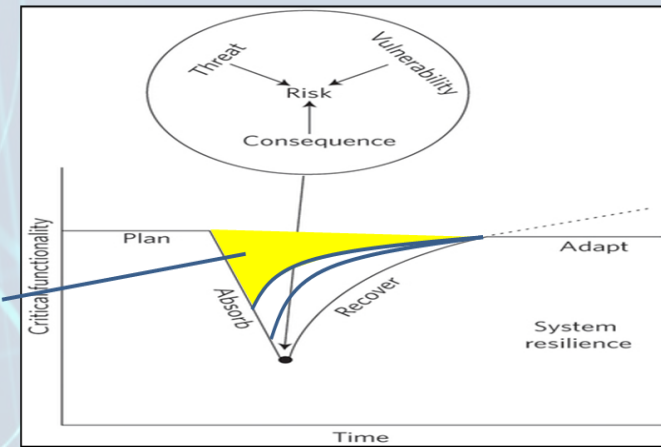 Threat
Vulnerability
Risk
Consequence
Critical functionality
Plan
Absorb
Recover
Adapt
System
resilience
Time